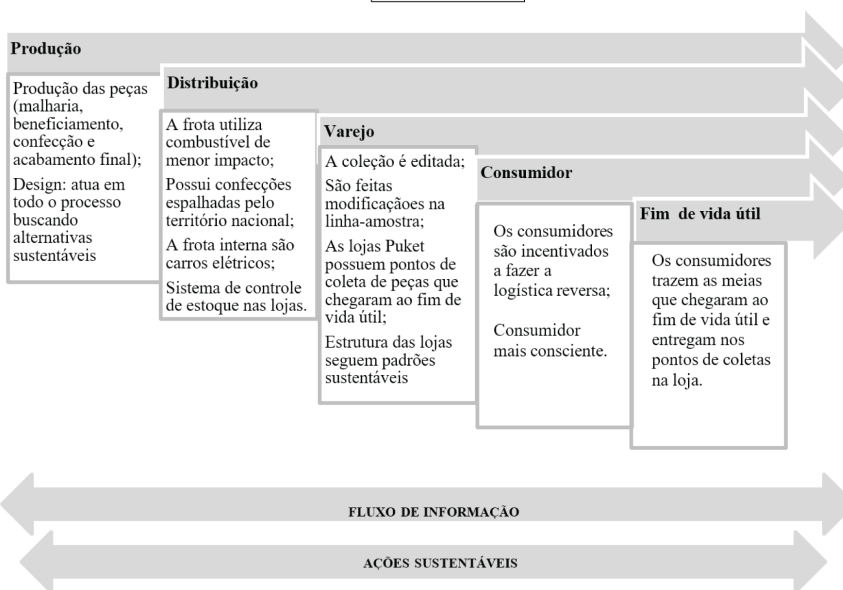 Produção
Produção das peças
(malharia,
beneficiamento,
confecção e
acabamento final);
Design: atua em
todo o processo
buscando
alternativas
sustentáveis
Distribuição
A frota utiliza
combustível de
menor impacto;
Possui confecções
espalhadas pelo
território nacional;
A frota interna são
carros elétricos;
Sistema de controle
de estoque nas lojas.
Varejo
A coleção é editada;
São feitas
modificaçãoes na
linha-amostra;
As lojas Puket
possuem pontos de
coleta de peças que
chegaram ao fim de
vida útil;
Estrutura das lojas
seguem padrões
sustentáveis
Consumidor
Os consumidores
são incentivados
a fazer a
logística reversa;
Consumidor
mais consciente.
Fim de vida útil
Os consumidores
trazem as meias
que chegaram ao
fim de vida útil e
entregam nos
pontos de coletas
na loja.
FLUXO DE INFORMAÇÃO
AÇÕES SUSTENTÁVEIS